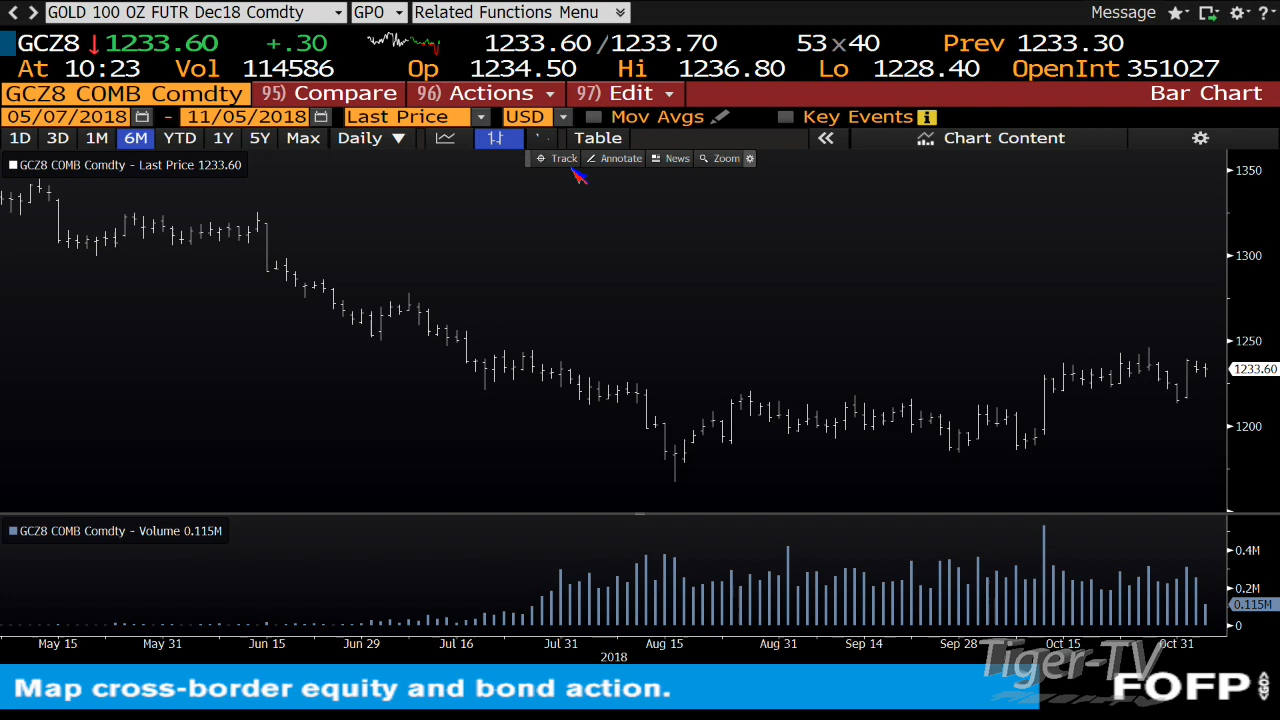 GOLD 100 OZ FUTR Dec18 Comdty GPO Related Functions Menu Message ?
GCZ8 1233.60 +.30 1233.60 /1233.70 53x40 Prev 1233.30
At 10:23 Vol 114586 Op 1234.50 Hi 1236.80 Lo 1228.40 OpenInt 351027
GCZ8 COMB Comdty 95) Compare 96) Actions 97) Edit Bar Chart
05/07/2018 - 11/05/2018 Last Price USD Mov Avgs Key Events
1D 3D 1M 6M YTD 1Y 5Y Max Daily Table Chart Content
Track Annotate News Zoom
GCZ8 COMB Comdty - Last Price 1233.60
1350
1300
1250
1233.60
1200
GCZ8 COMB Comdty - Volume 0.115M
0.4M
0.2M
0.115M
0
May 15 May 31 Jun 15 Jun 29 Jul 16 Jul 31 Aug 15 Aug 31 Sep 14 Sep 28 Oct 15 Oct 31
2018
Tiger-TV
Map cross-border equity and bond action.
FOFP <GO>